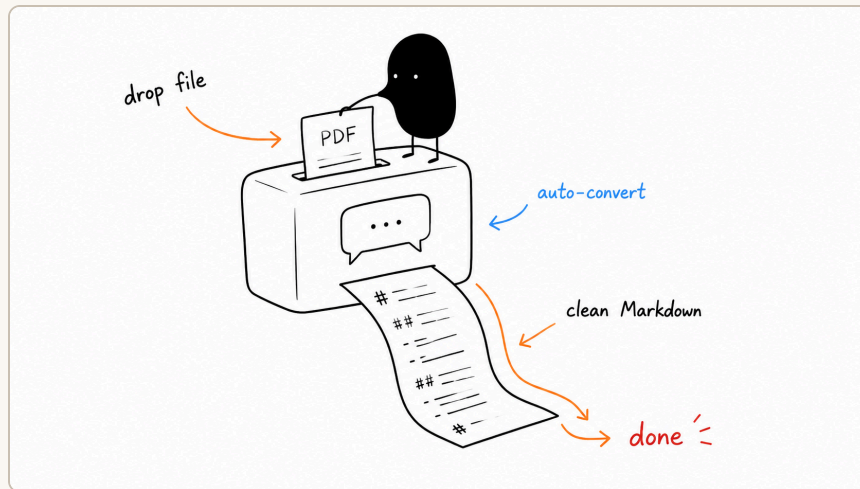 drop file
PDF
auto-convert
...
#
##
-
-
clean Markdown
##
-
-
#
done